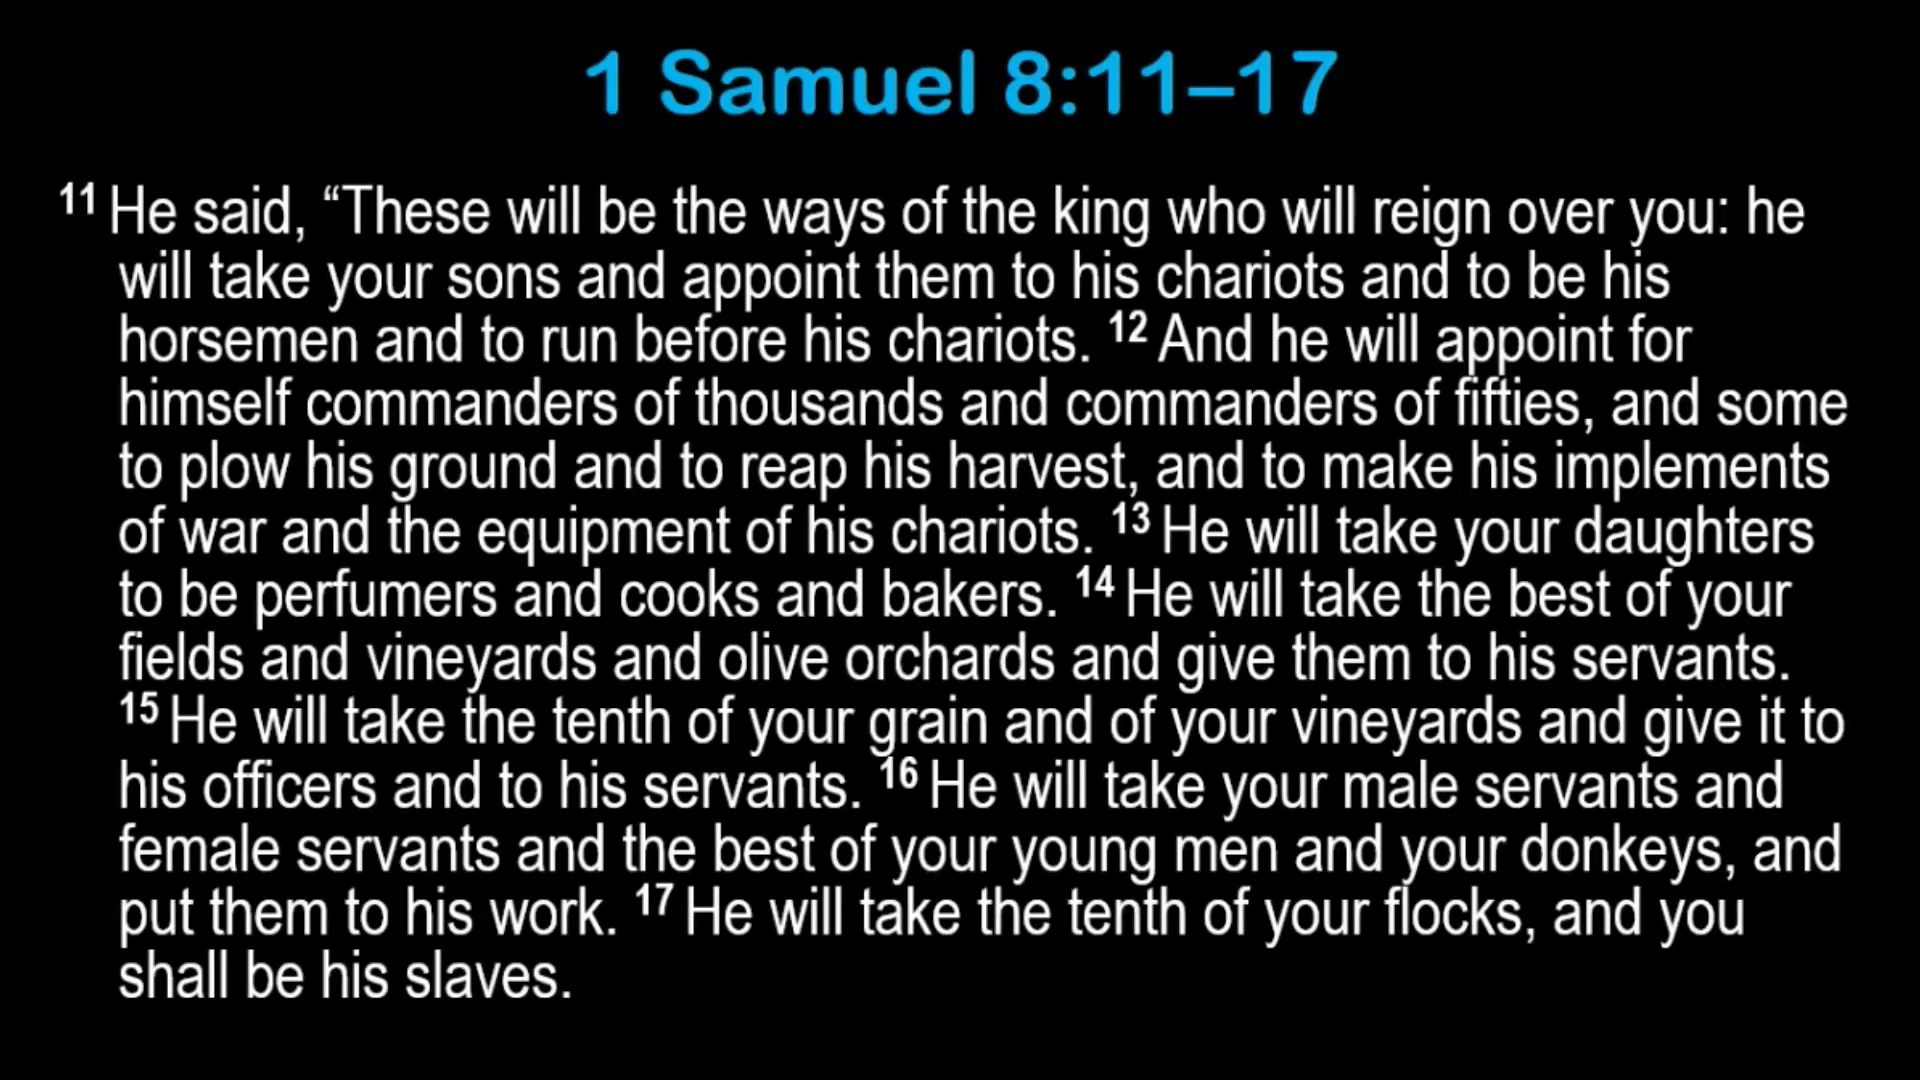 1 Samuel 8:11–17
11 He said, “These will be the ways of the king who will reign over you: he
will take your sons and appoint them to his chariots and to be his
horsemen and to run before his chariots. 12 And he will appoint for
himself commanders of thousands and commanders of fifties, and some
to plow his ground and to reap his harvest, and to make his implements
of war and the equipment of his chariots. 13 He will take your daughters
to be perfumers and cooks and bakers. 14 He will take the best of your
fields and vineyards and olive orchards and give them to his servants.
15 He will take the tenth of your grain and of your vineyards and give it to
his officers and to his servants. 16 He will take your male servants and
female servants and the best of your young men and your donkeys, and
put them to his work. 17 He will take the tenth of your flocks, and you
shall be his slaves.